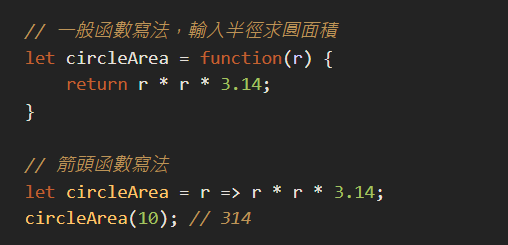 // 一般函數寫法，輸入半徑求圓面積
let circleArea = function(r) {
    return r * r * 3.14;
}
// 箭頭函數寫法
let circleArea = r => r * r * 3.14;
circleArea(10); // 314